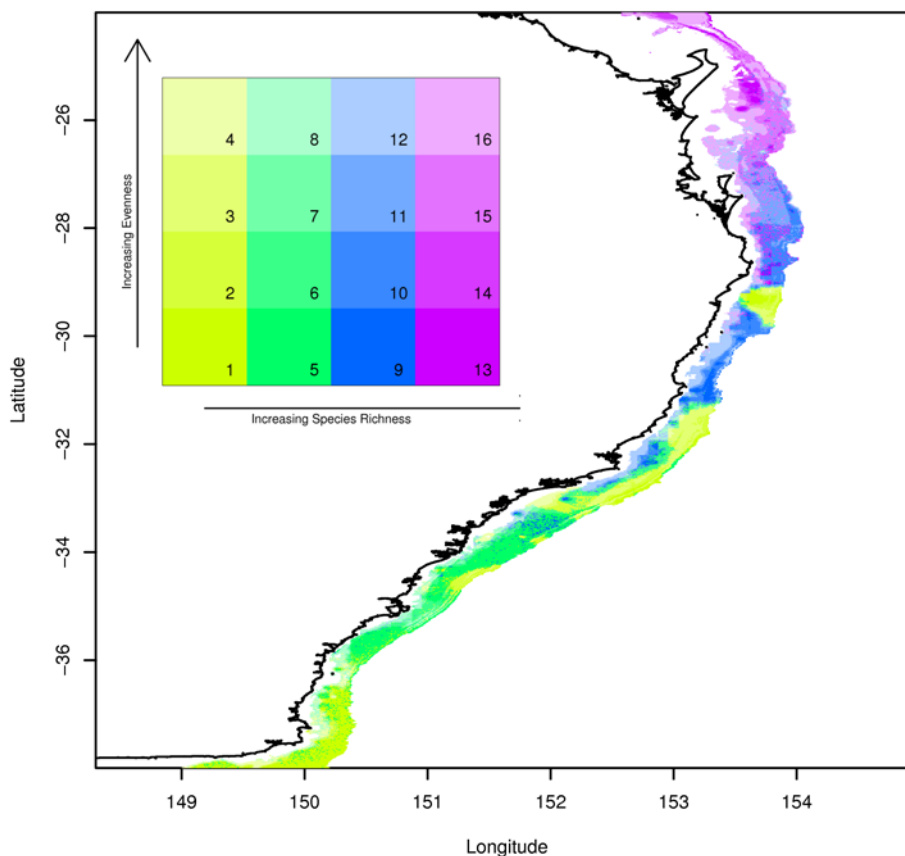 Increasing Evenness
4 8 12 16
3 7 11 15
2 6 10 14
1 5 9 13
Increasing Species Richness
Latitude
-26
-28
-30
-32
-34
-36
149 150 151 152 153 154
Longitude